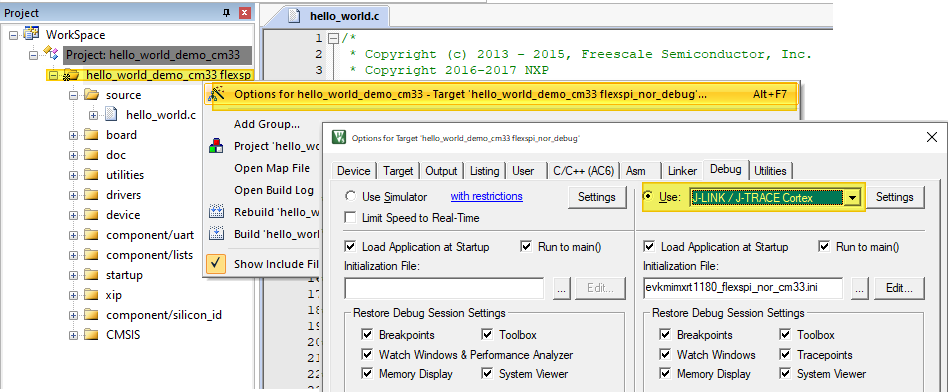 Project
WorkSpace
Project: hello_world_demo_cm33
hello_world_demo_cm33 flexsp
source
hello_world.c
board
doc
utilities
drivers
device
component/uart
component/lists
startup
xip
component/silicon_id
CMSIS
hello_world.c
1 /*
2 * Copyright (c) 2013 - 2015, Freescale Semiconductor, Inc.
3 * Copyright 2016-2017 NXP
Options for hello_world_demo_cm33 - Target 'hello_world_demo_cm33 flexspi_nor_debug'... Alt+F7
Add Group...
Project 'hello_wo
Open Map File
Open Build Log
Rebuild 'hello_wo
Build 'hello_worl
Show Include Fil
17
18
19
20
21
22
Options for Target 'hello_world_demo_cm33 flexspi_nor_debug'
Device Target Output Listing User C/C++ (AC6) Asm Linker Debug Utilities
Use Simulator with restrictions Settings
Limit Speed to Real-Time
Load Application at Startup Run to main()
Initialization File:
... Edit...
Restore Debug Session Settings
Breakpoints Toolbox
Watch Windows & Performance Analyzer
Memory Display System Viewer
Use: J-LINK / J-TRACE Cortex Settings
Load Application at Startup Run to main()
Initialization File:
evkmimxrt1180_flexspi_nor_cm33.ini ... Edit...
Restore Debug Session Settings
Breakpoints Toolbox
Watch Windows Tracepoints
Memory Display System Viewer